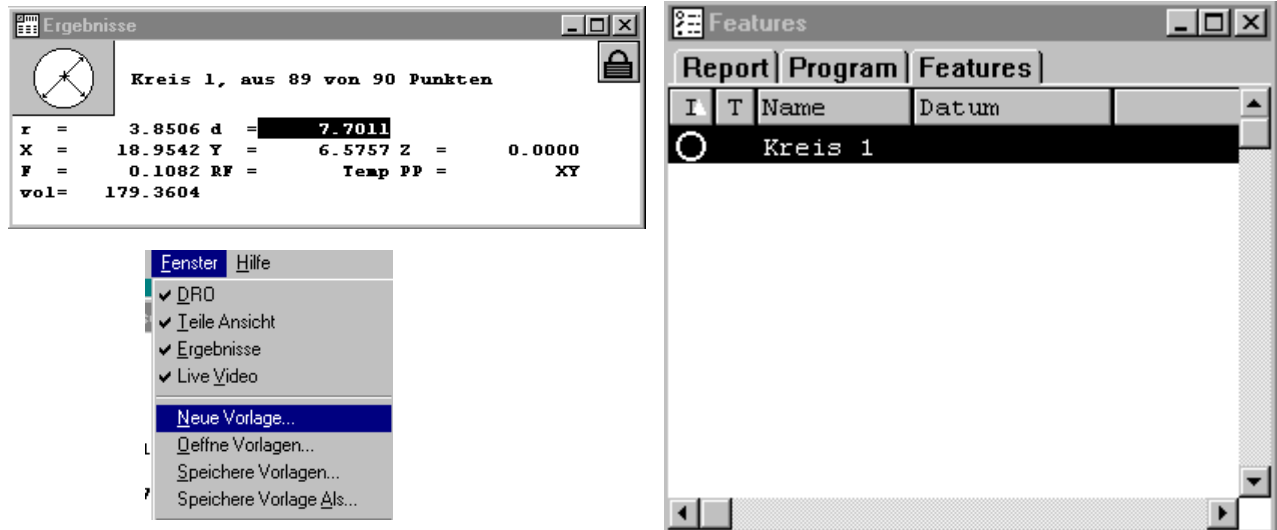 Ergebnisse
Kreis 1, aus 89 von 90 Punkten
r = 3.8506 d = 7.7011
X = 18.9542 Y = 6.5757 Z = 0.0000
F = 0.1082 RF = Temp PP = XY
vol= 179.3604
Fenster Hilfe
DRO
Teile Ansicht
Ergebnisse
Live Video
Neue Vorlage...
Oeffne Vorlagen...
Speichere Vorlagen...
Speichere Vorlage Als...
Features
Report Program Features
I T Name Datum
Kreis 1